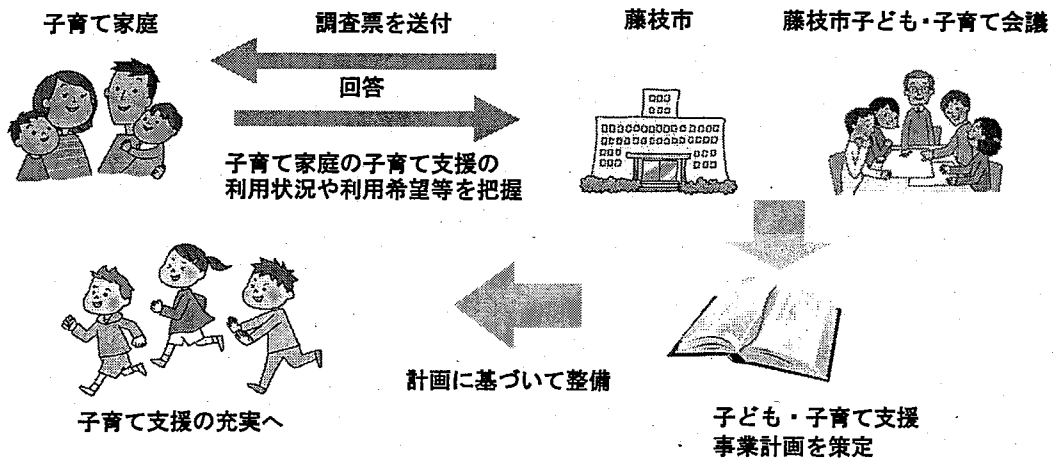 子育て家庭
調査票を送付
藤枝市
藤枝市子ども・子育て会議
回答
子育て家庭の子育て支援の
利用状況や利用希望等を把握
計画に基づいて整備
子育て支援の充実へ
子ども・子育て支援
事業計画を策定